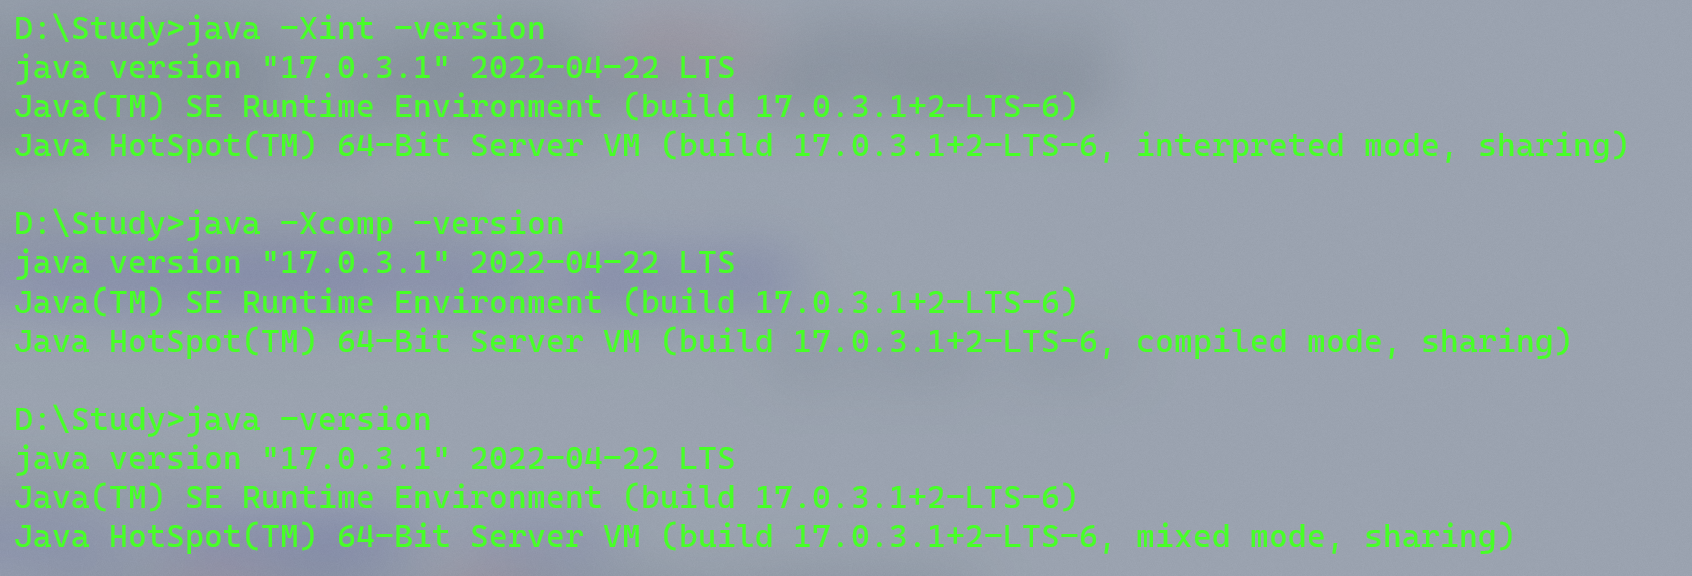 D:\Study>java -Xint -version
java version "17.0.3.1" 2022-04-22 LTS
Java(TM) SE Runtime Environment (build 17.0.3.1+2-LTS-6)
Java HotSpot(TM) 64-Bit Server VM (build 17.0.3.1+2-LTS-6, interpreted mode, sharing)
D:\Study>java -Xcomp -version
java version "17.0.3.1" 2022-04-22 LTS
Java(TM) SE Runtime Environment (build 17.0.3.1+2-LTS-6)
Java HotSpot(TM) 64-Bit Server VM (build 17.0.3.1+2-LTS-6, compiled mode, sharing)
D:\Study>java -version
java version "17.0.3.1" 2022-04-22 LTS
Java(TM) SE Runtime Environment (build 17.0.3.1+2-LTS-6)
Java HotSpot(TM) 64-Bit Server VM (build 17.0.3.1+2-LTS-6, mixed mode, sharing)